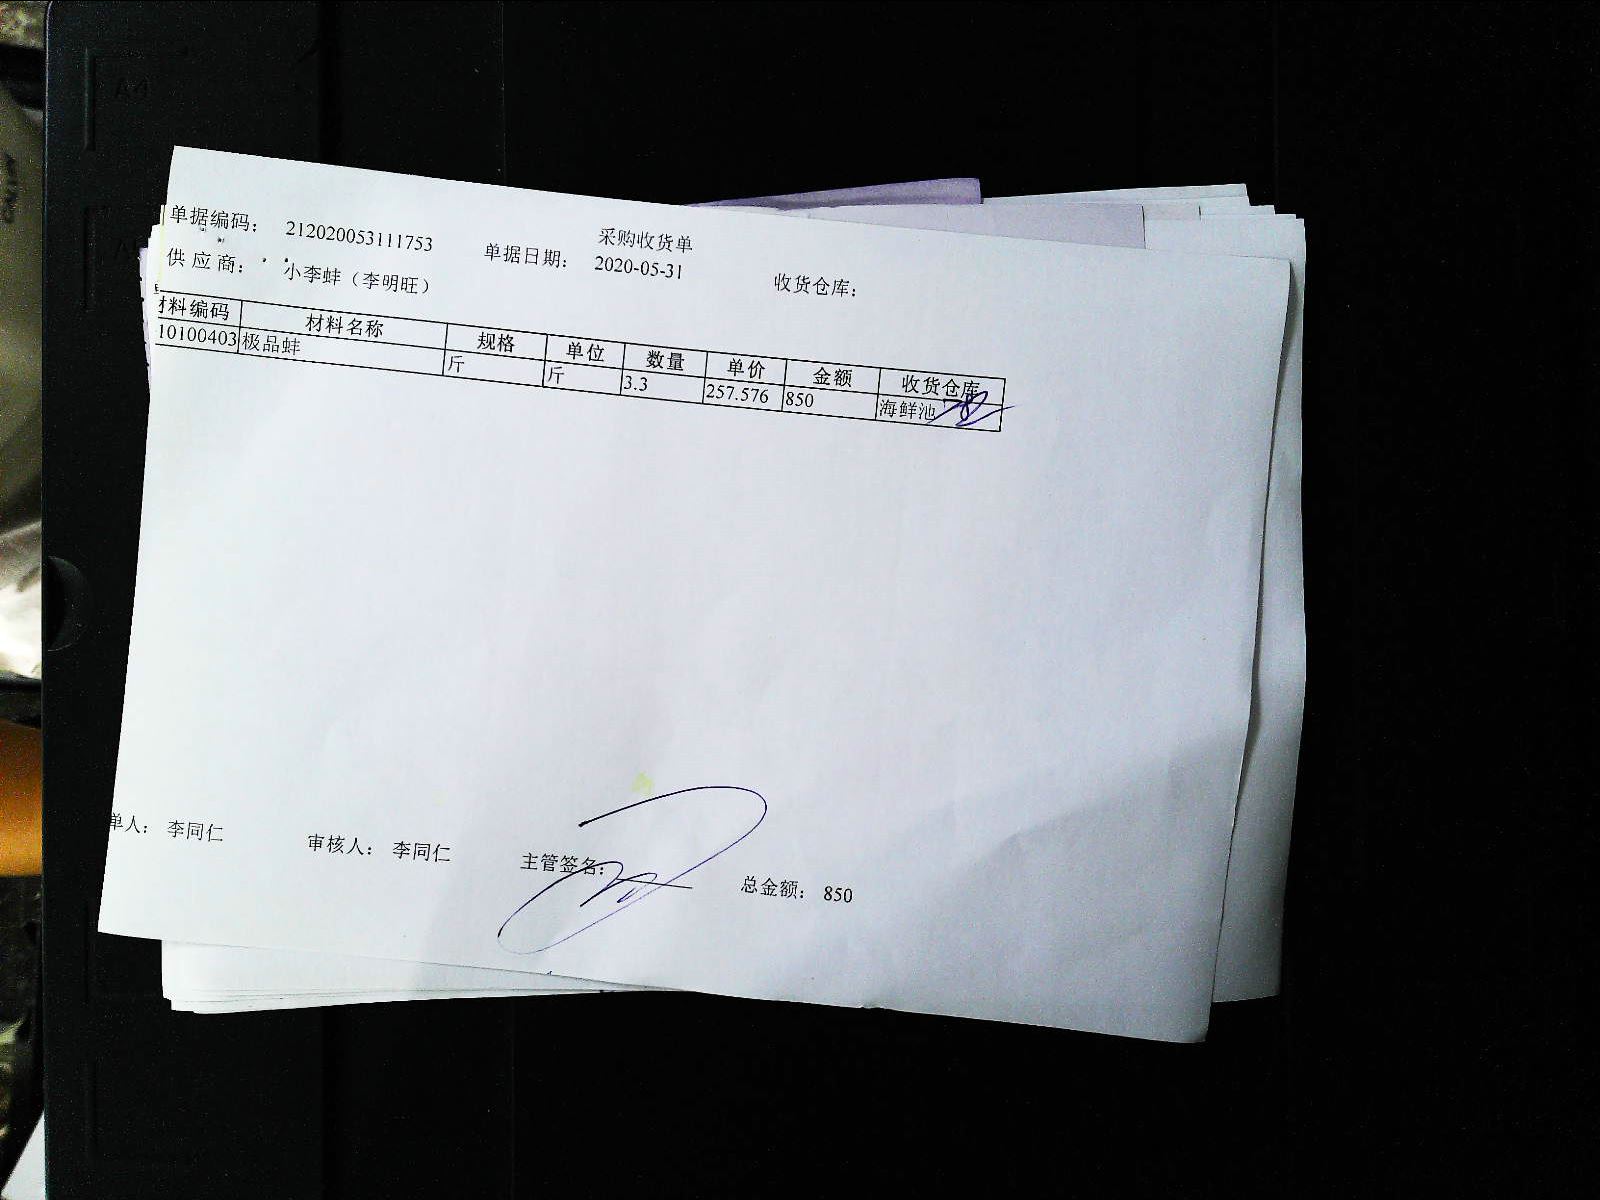 采购收货单
单据编码： 212020053111753 单据日期： 2020-05-31 收货仓库：
供应商： 小李蚌（李明旺）
材料编码 材料名称 规格 单位 数量 单价 金额 收货仓库
10100403 极品蚌 斤 斤 3.3 257.576 850 海鲜池
单人： 李同仁 审核人： 李同仁 主管签名： 总金额： 850